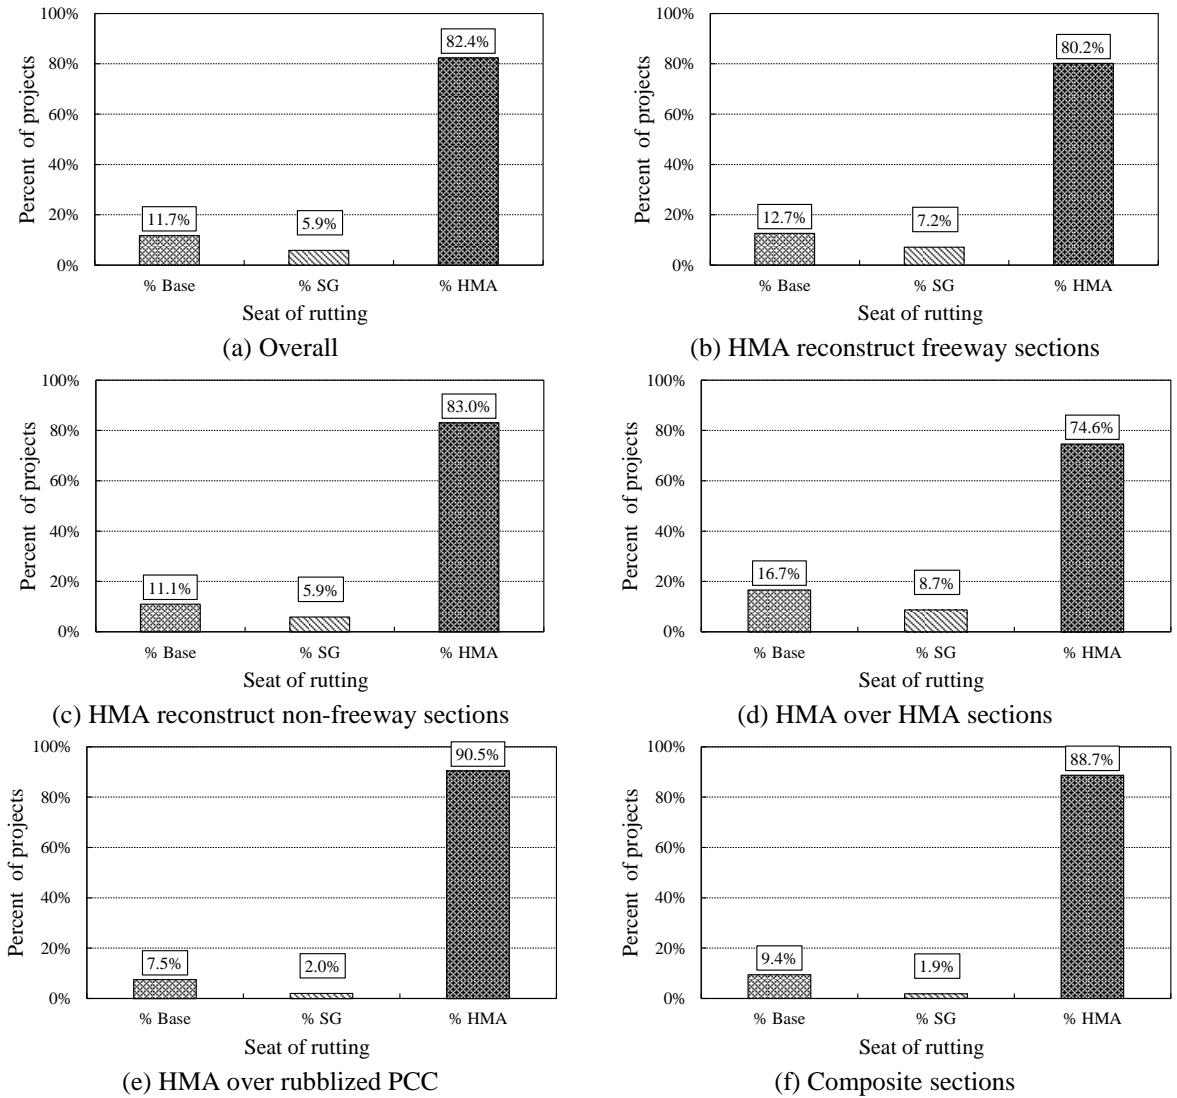 100%
80%
60%
40%
20%
0%
Percent of projects
82.4%
11.7%
5.9%
% Base
% SG
% HMA
Seat of rutting
(a) Overall
100%
80%
60%
40%
20%
0%
Percent of projects
80.2%
12.7%
7.2%
% Base
% SG
% HMA
Seat of rutting
(b) HMA reconstruct freeway sections
100%
80%
60%
40%
20%
0%
Percent of projects
83.0%
11.1%
5.9%
% Base
% SG
% HMA
Seat of rutting
(c) HMA reconstruct non-freeway sections
100%
80%
60%
40%
20%
0%
Percent of projects
74.6%
16.7%
8.7%
% Base
% SG
% HMA
Seat of rutting
(d) HMA over HMA sections
100%
80%
60%
40%
20%
0%
Percent of projects
90.5%
7.5%
2.0%
% Base
% SG
% HMA
Seat of rutting
(e) HMA over rubblized PCC
100%
80%
60%
40%
20%
0%
Percent of projects
88.7%
9.4%
1.9%
% Base
% SG
% HMA
Seat of rutting
(f) Composite sections